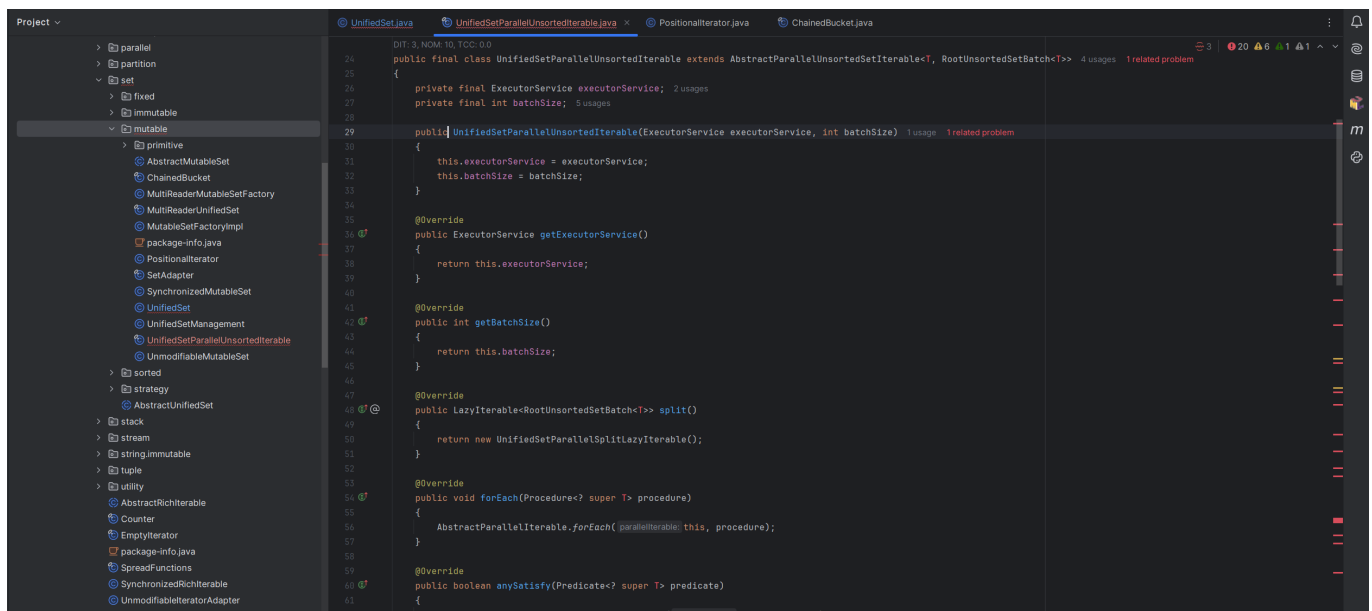 Project
UnifiedSet.java
UnifiedSetParallelUnsortedIterable.java ×
PositionalIterator.java
ChainedBucket.java
parallel
partition
set
fixed
immutable
mutable
primitive
AbstractMutableSet
ChainedBucket
MultiReaderMutableSetFactory
MultiReaderUnifiedSet
MutableSetFactoryImpl
package-info.java
PositionalIterator
SetAdapter
SynchronizedMutableSet
UnifiedSet
UnifiedSetManagement
UnifiedSetParallelUnsortedIterable
UnmodifiableMutableSet
sorted
strategy
AbstractUnifiedSet
stack
stream
string.immutable
tuple
utility
AbstractRichIterable
Counter
EmptyIterator
package-info.java
SpreadFunctions
SynchronizedRichIterable
UnmodifiableIteratorAdapter
DIT: 3, NOM: 10, TCC: 0.0
3 20 6 1 1
24 public final class UnifiedSetParallelUnsortedIterable extends AbstractParallelUnsortedSetIterable<T, RootUnsortedSetBatch<T>> 4 usages 1 related problem
25 {
26 private final ExecutorService executorService; 2 usages
27 private final int batchSize; 5 usages
28
29 public UnifiedSetParallelUnsortedIterable(ExecutorService executorService, int batchSize) 1 usage 1 related problem
30 {
31 this.executorService = executorService;
32 this.batchSize = batchSize;
33 }
34
35 @Override
36 public ExecutorService getExecutorService()
37 {
38 return this.executorService;
39 }
40
41 @Override
42 public int getBatchSize()
43 {
44 return this.batchSize;
45 }
46
47 @Override
48 @ public LazyIterable<RootUnsortedSetBatch<T>> split()
49 {
50 return new UnifiedSetParallelSplitLazyIterable();
51 }
52
53 @Override
54 public void forEach(Procedure<? super T> procedure)
55 {
56 AbstractParallelIterable.forEach( parallelIterable: this, procedure);
57 }
58
59 @Override
60 public boolean anySatisfy(Predicate<? super T> predicate)
61 {
m